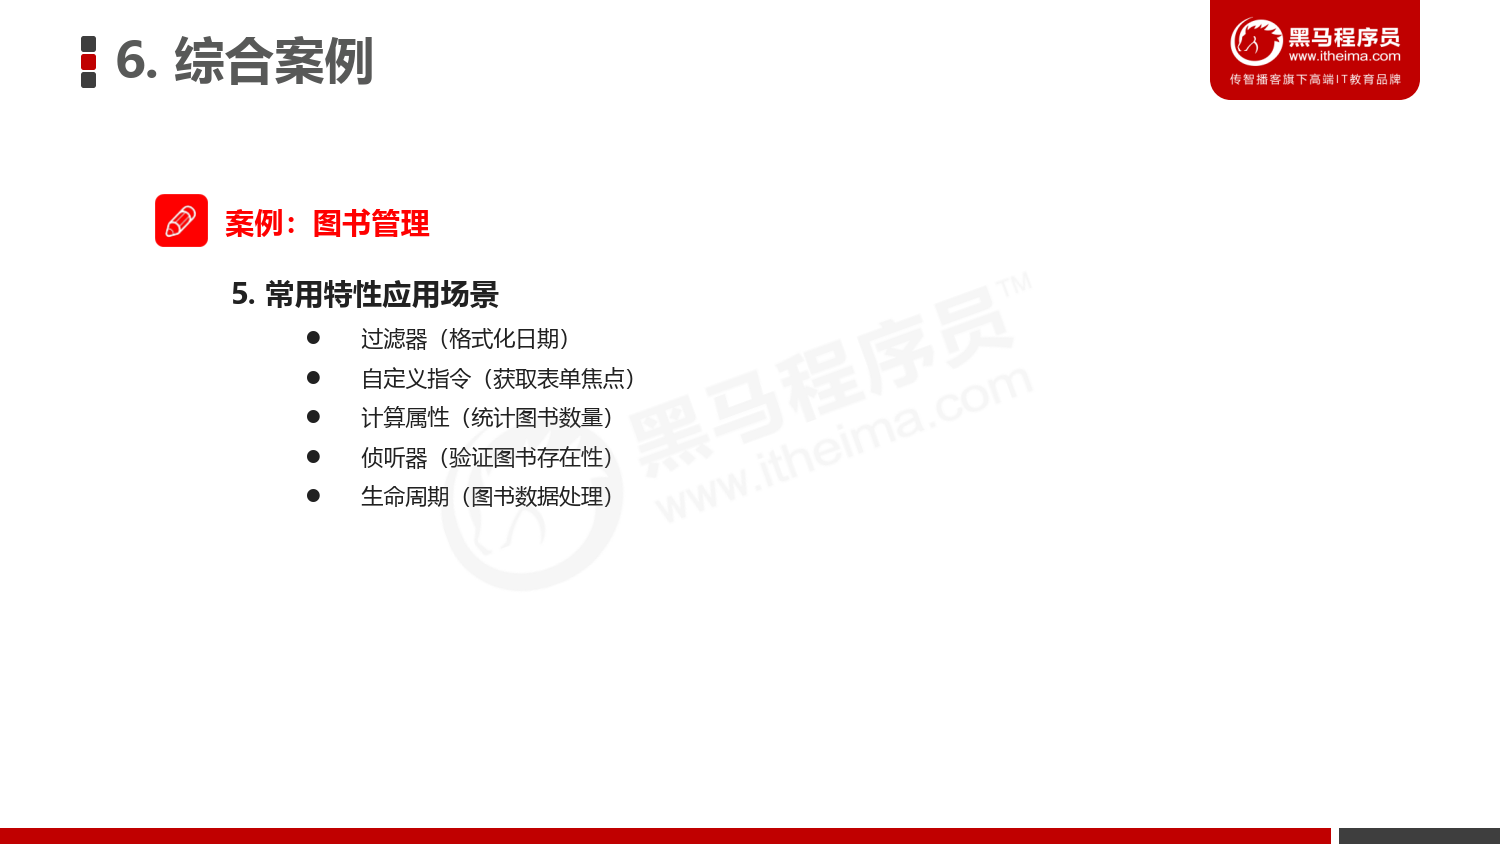 6. 综合案例
黑马程序员
www.itheima.com
传智播客旗下高端IT教育品牌
案例：图书管理
5. 常用特性应用场景
● 过滤器（格式化日期）
● 自定义指令（获取表单焦点）
● 计算属性（统计图书数量）
● 侦听器（验证图书存在性）
● 生命周期（图书数据处理）
黑马程序员TM
www.itheima.com